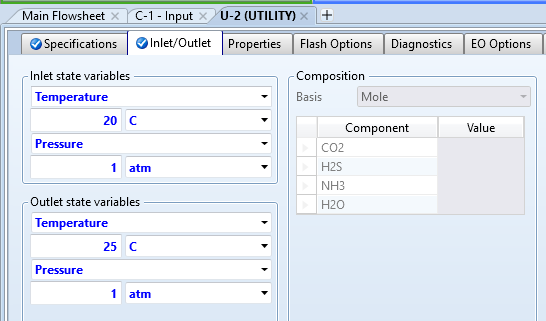 Main Flowsheet × C-1 - Input × U-2 (UTILITY) × +
Specifications Inlet/Outlet Properties Flash Options Diagnostics EO Options
Inlet state variables
Temperature
20 C
Pressure
1 atm
Outlet state variables
Temperature
25 C
Pressure
1 atm
Composition
Basis Mole
Component Value
CO2
H2S
NH3
H2O